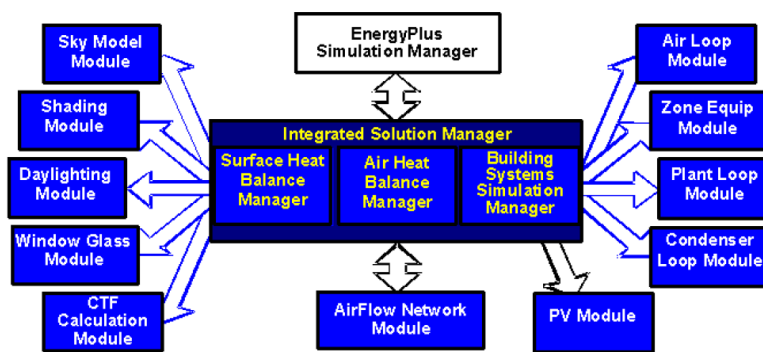 Sky Model
Module
Shading
Module
Daylighting
Module
Window Glass
Module
CTF
Calculation
Module
EnergyPlus
Simulation Manager
Integrated Solution Manager
Surface Heat
Balance
Manager
Air Heat
Balance
Manager
Building
Systems
Simulation
Manager
AirFlow Network
Module
Air Loop
Module
Zone Equip
Module
Plant Loop
Module
Condenser
Loop Module
PV Module